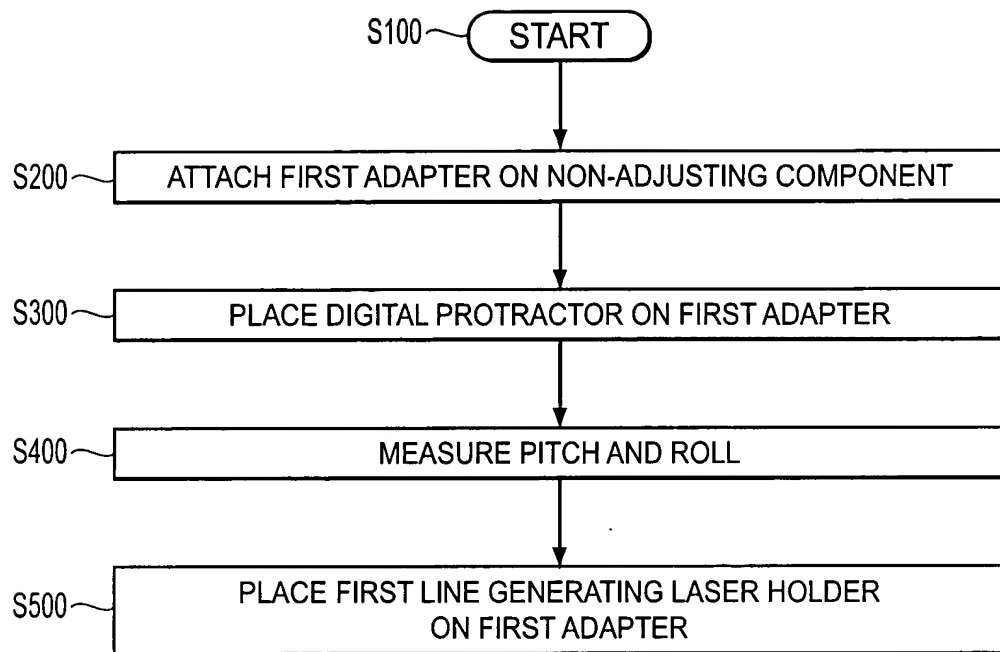 S100 START
S200 ATTACH FIRST ADAPTER ON NON-ADJUSTING COMPONENT
S300 PLACE DIGITAL PROTRACTOR ON FIRST ADAPTER
S400 MEASURE PITCH AND ROLL
S500 PLACE FIRST LINE GENERATING LASER HOLDER
ON FIRST ADAPTER